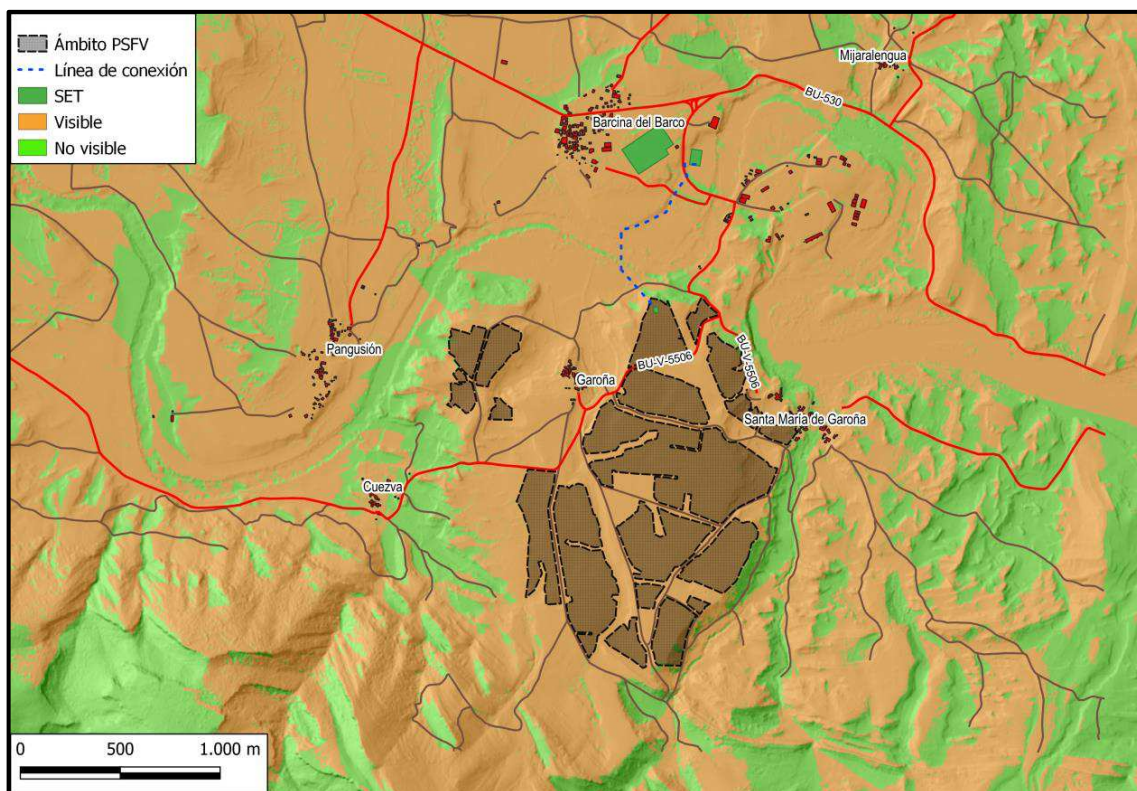 Ámbito PSFV
Línea de conexión
SET
Visible
No visible
Mijaralengua
BU-530
Barcina del Barco
Pangusión
Garoña
BU-V-5506
BU-V-5506
Santa María de Garoña
Cuezva
0 500 1.000 m